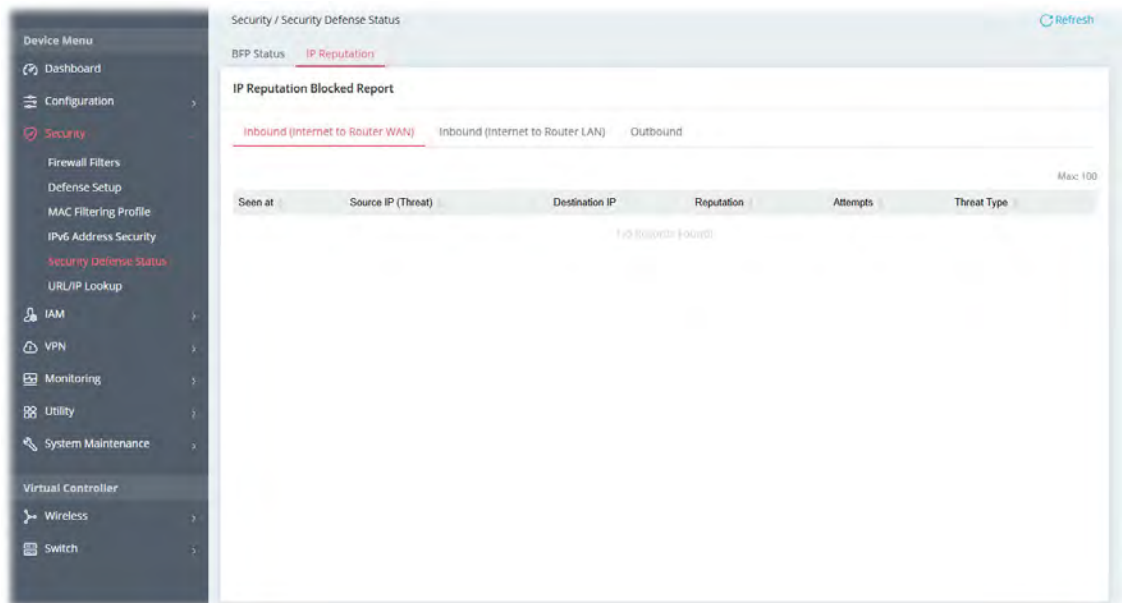 Security / Security Defense Status
Refresh
Device Menu
BFP Status
IP Reputation
Dashboard
IP Reputation Blocked Report
Configuration
Security
Inbound (Internet to Router WAN)
Inbound (Internet to Router LAN)
Outbound
Firewall Filters
Defense Setup
MAC Filtering Profile
IPv6 Address Security
Security Defense Status
URL/IP Lookup
Max: 100
Seen at
Source IP (Threat)
Destination IP
Reputation
Attempts
Threat Type
No Records Found!
IAM
VPN
Monitoring
Utility
System Maintenance
Virtual Controller
Wireless
Switch